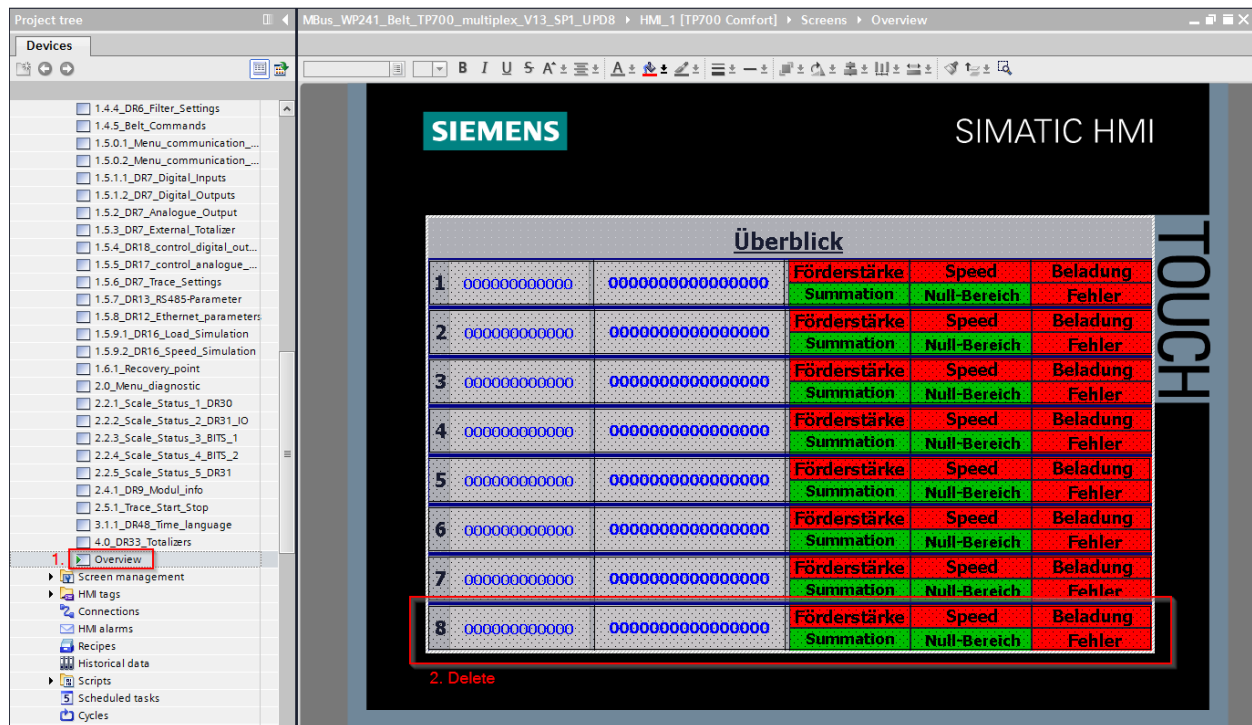 Project tree
MBus_WP241_Belt_TP700_multiplex_V13_SP1_UPD8 ▸ HMI_1 [TP700 Comfort] ▸ Screens ▸ Overview
Devices
B I U S A
1.4.4_DR6_Filter_Settings
1.4.5_Belt_Commands
1.5.0.1_Menu_communication_...
1.5.0.2_Menu_communication_...
1.5.1.1_DR7_Digital_Inputs
1.5.1.2_DR7_Digital_Outputs
1.5.2_DR7_Analogue_Output
1.5.3_DR7_External_Totalizer
1.5.4_DR18_control_digital_out...
1.5.5_DR17_control_analogue_...
1.5.6_DR7_Trace_Settings
1.5.7_DR13_RS485-Parameter
1.5.8_DR12_Ethernet_parameters
1.5.9.1_DR16_Load_Simulation
1.5.9.2_DR16_Speed_Simulation
1.6.1_Recovery_point
2.0_Menu_diagnostic
2.2.1_Scale_Status_1_DR30
2.2.2_Scale_Status_2_DR31_IO
2.2.3_Scale_Status_3_BITS_1
2.2.4_Scale_Status_4_BITS_2
2.2.5_Scale_Status_5_DR31
2.4.1_DR9_Modul_info
2.5.1_Trace_Start_Stop
3.1.1_DR48_Time_language
4.0_DR33_Totalizers
1. Overview
Screen management
HMI tags
Connections
HMI alarms
Recipes
Historical data
Scripts
Scheduled tasks
Cycles
SIEMENS
SIMATIC HMI
TOUCH
Überblick
1 000000000000 0000000000000000 Förderstärke Speed Beladung
Summation Null-Bereich Fehler
2 000000000000 0000000000000000 Förderstärke Speed Beladung
Summation Null-Bereich Fehler
3 000000000000 0000000000000000 Förderstärke Speed Beladung
Summation Null-Bereich Fehler
4 000000000000 0000000000000000 Förderstärke Speed Beladung
Summation Null-Bereich Fehler
5 000000000000 0000000000000000 Förderstärke Speed Beladung
Summation Null-Bereich Fehler
6 000000000000 0000000000000000 Förderstärke Speed Beladung
Summation Null-Bereich Fehler
7 000000000000 0000000000000000 Förderstärke Speed Beladung
Summation Null-Bereich Fehler
8 000000000000 0000000000000000 Förderstärke Speed Beladung
Summation Null-Bereich Fehler
2. Delete